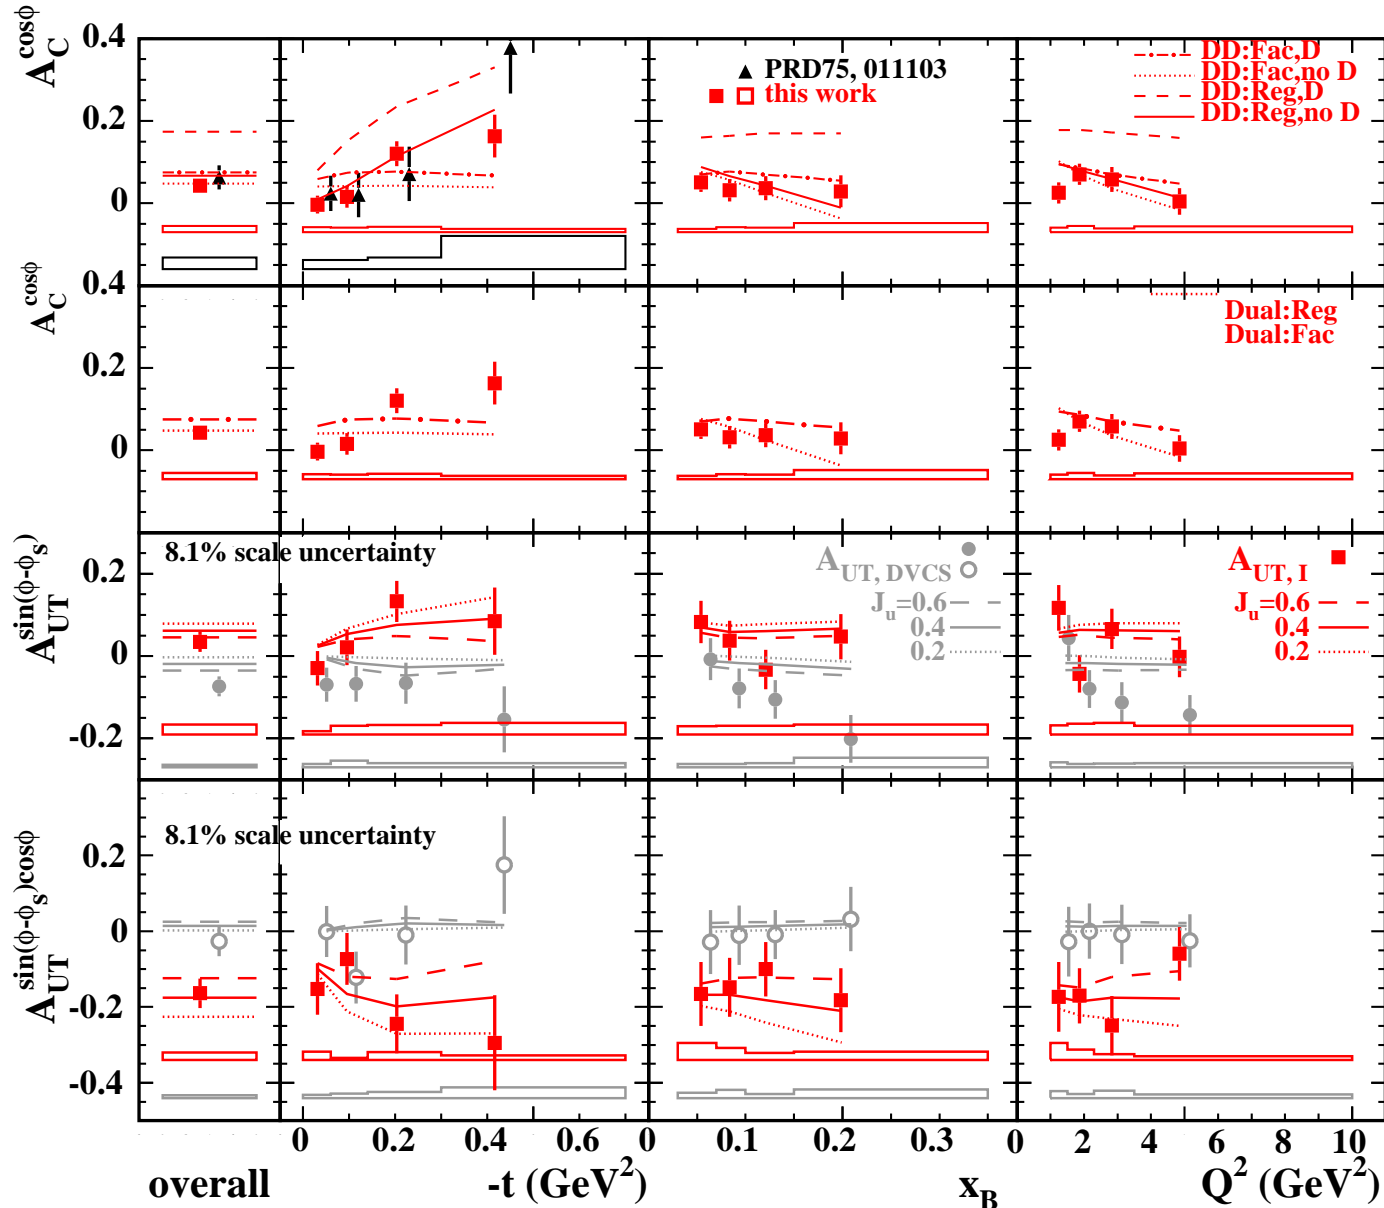 A_C^cosφ
0.4
0.2
0
PRD75, 011103
this work
DD:Fac,D
DD:Fac,no D
DD:Reg,D
DD:Reg,no D
A_C^cosφ
0.4
0.2
0
Dual:Reg
Dual:Fac
A_UT^sin(φ-φ_s)
0.2
0
-0.2
8.1% scale uncertainty
A_UT, DVCS
J_u=0.6
0.4
0.2
A_UT, I
J_u=0.6
0.4
0.2
A_UT^sin(φ-φ_s)cosφ
0.2
0
-0.2
-0.4
8.1% scale uncertainty
0 0.2 0.4 0.6
0 0.1 0.2 0.3
0 2 4 6 8 10
overall
-t (GeV^2)
x_B
Q^2 (GeV^2)